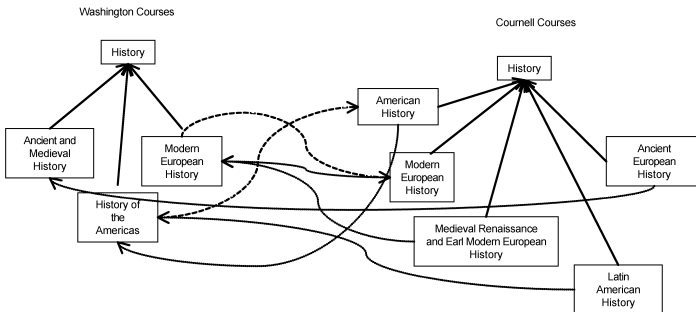 Washington Courses
Cournell Courses
History
History
American
History
Ancient and
Medieval
History
Modern
European
History
Modern
European
History
Ancient
European
History
History of
the
Americas
Medieval Renaissance
and Earl Modern European
History
Latin
American
History